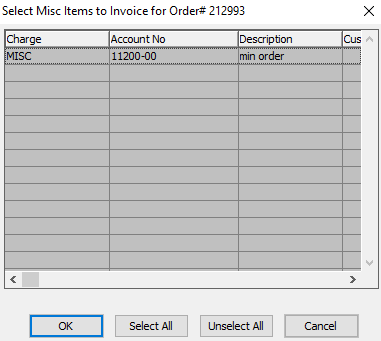 Select Misc Items to Invoice for Order# 212993
Charge Account No Description Cus
MISC 11200-00 min order
OK Select All Unselect All Cancel